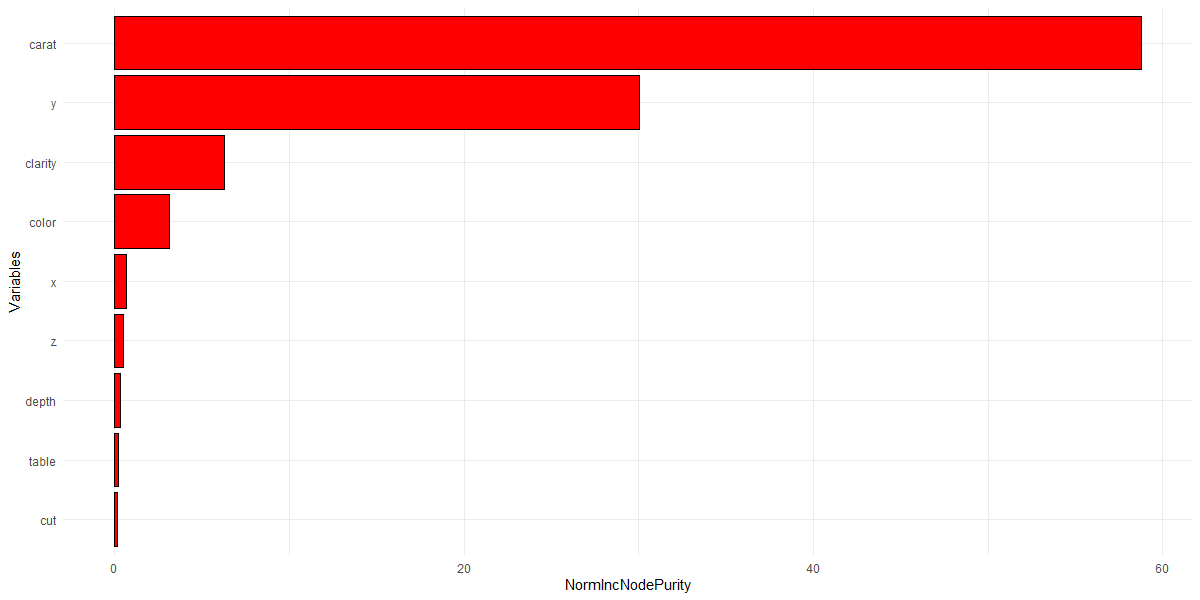 carat
y
clarity
color
x
z
depth
table
cut
Variables
0 20 40 60
NormIncNodePurity